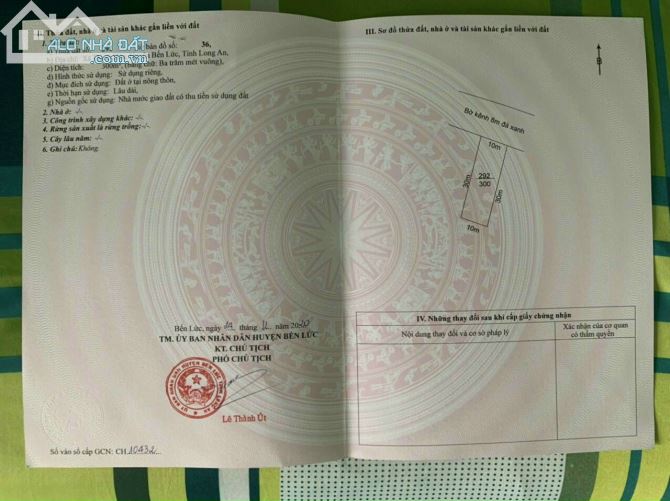 ALO NHÀ ĐẤT
II. Thửa đất, nhà ở và tài sản khác gắn liền với đất
bản đồ số: 36,
Bến Lức, Tỉnh Long An,
c) Diện tích: 300m², (bằng chữ: Ba trăm mét vuông),
d) Hình thức sử dụng: Sử dụng riêng,
đ) Mục đích sử dụng: Đất ở tại nông thôn,
e) Thời hạn sử dụng: Lâu dài,
g) Nguồn gốc sử dụng: Nhà nước giao đất có thu tiền sử dụng đất
2. Nhà ở: -/-
3. Công trình xây dựng khác: -/-
4. Rừng sản xuất là rừng trồng: -/-
5. Cây lâu năm: -/-
6. Ghi chú: Không.
Bến Lức, ngày tháng năm
TM. ỦY BAN NHÂN DÂN HUYỆN BẾN LỨC
KT. CHỦ TỊCH
PHÓ CHỦ TỊCH
Lê Thành Út
Số vào sổ cấp GCN: CH 10432
III. Sơ đồ thửa đất, nhà ở và tài sản khác gắn liền với đất
B
Bờ kênh 8m đá xanh
10m
30m
292
300
30m
10m
IV. Những thay đổi sau khi cấp giấy chứng nhận
Nội dung thay đổi và cơ sở pháp lý
Xác nhận của cơ quan
có thẩm quyền